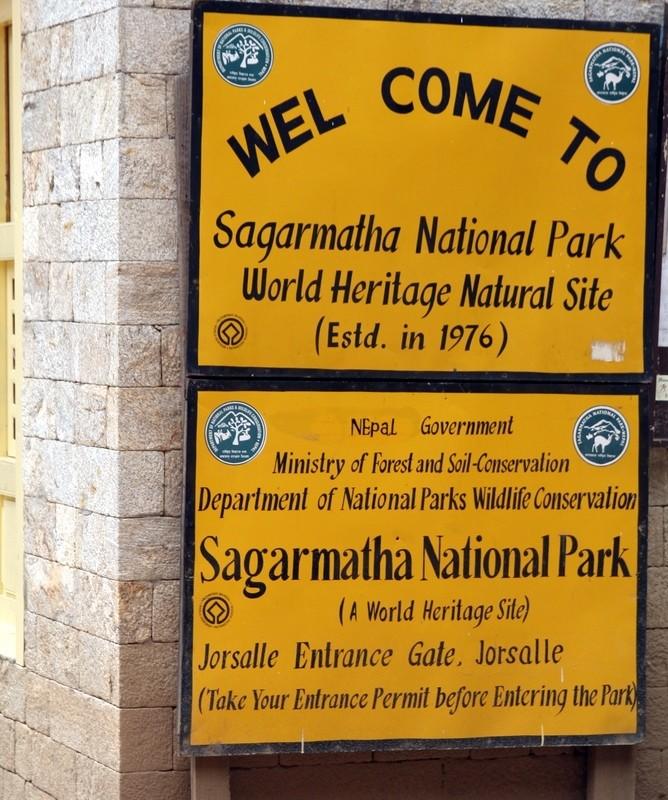 WEL COME TO
Sagarmatha National Park
World Heritage Natural Site
(Estd. in 1976)
NEpal Government
Ministry of Forest and Soil-Conservation
Department of National Parks Wildlife Conservation
Sagarmatha National Park
(A World Heritage Site)
Jorsalle Entrance Gate, Jorsalle
(Take Your Entrance Permit before Entering the Park)